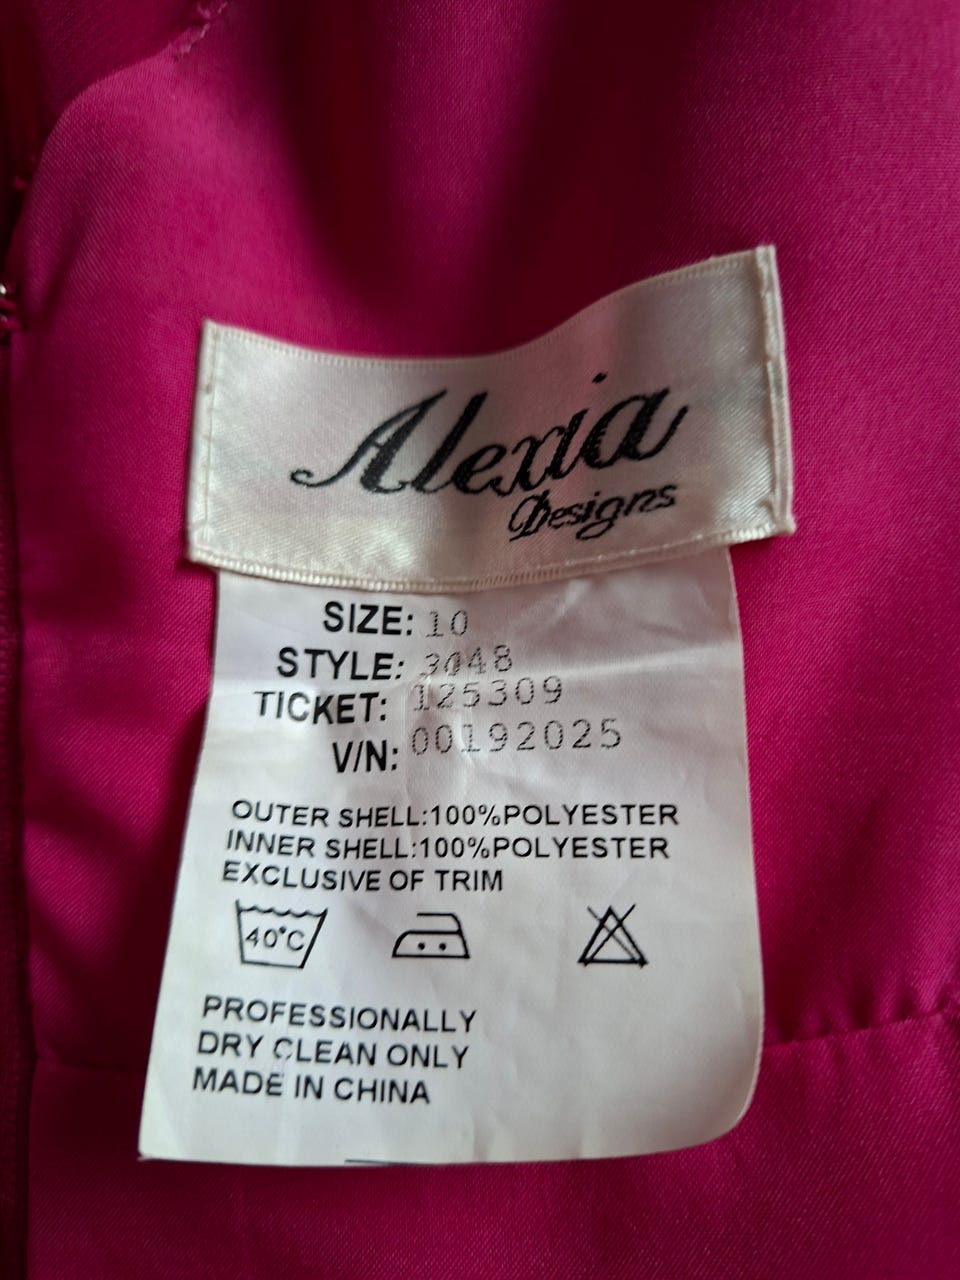 Alexia
Designs
SIZE: 10
STYLE: 3048
TICKET: 125309
V/N: 00192025
OUTER SHELL:100%POLYESTER
INNER SHELL:100%POLYESTER
EXCLUSIVE OF TRIM
40°C
PROFESSIONALLY
DRY CLEAN ONLY
MADE IN CHINA